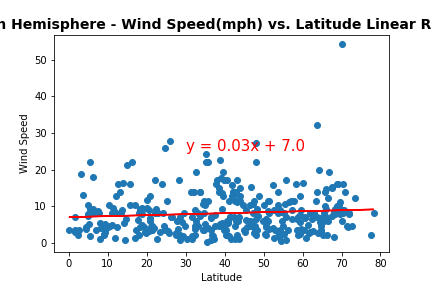 n Hemisphere - Wind Speed(mph) vs. Latitude Linear R
50
40
30
20
10
0
Wind Speed
y = 0.03x + 7.0
0 10 20 30 40 50 60 70 80
Latitude